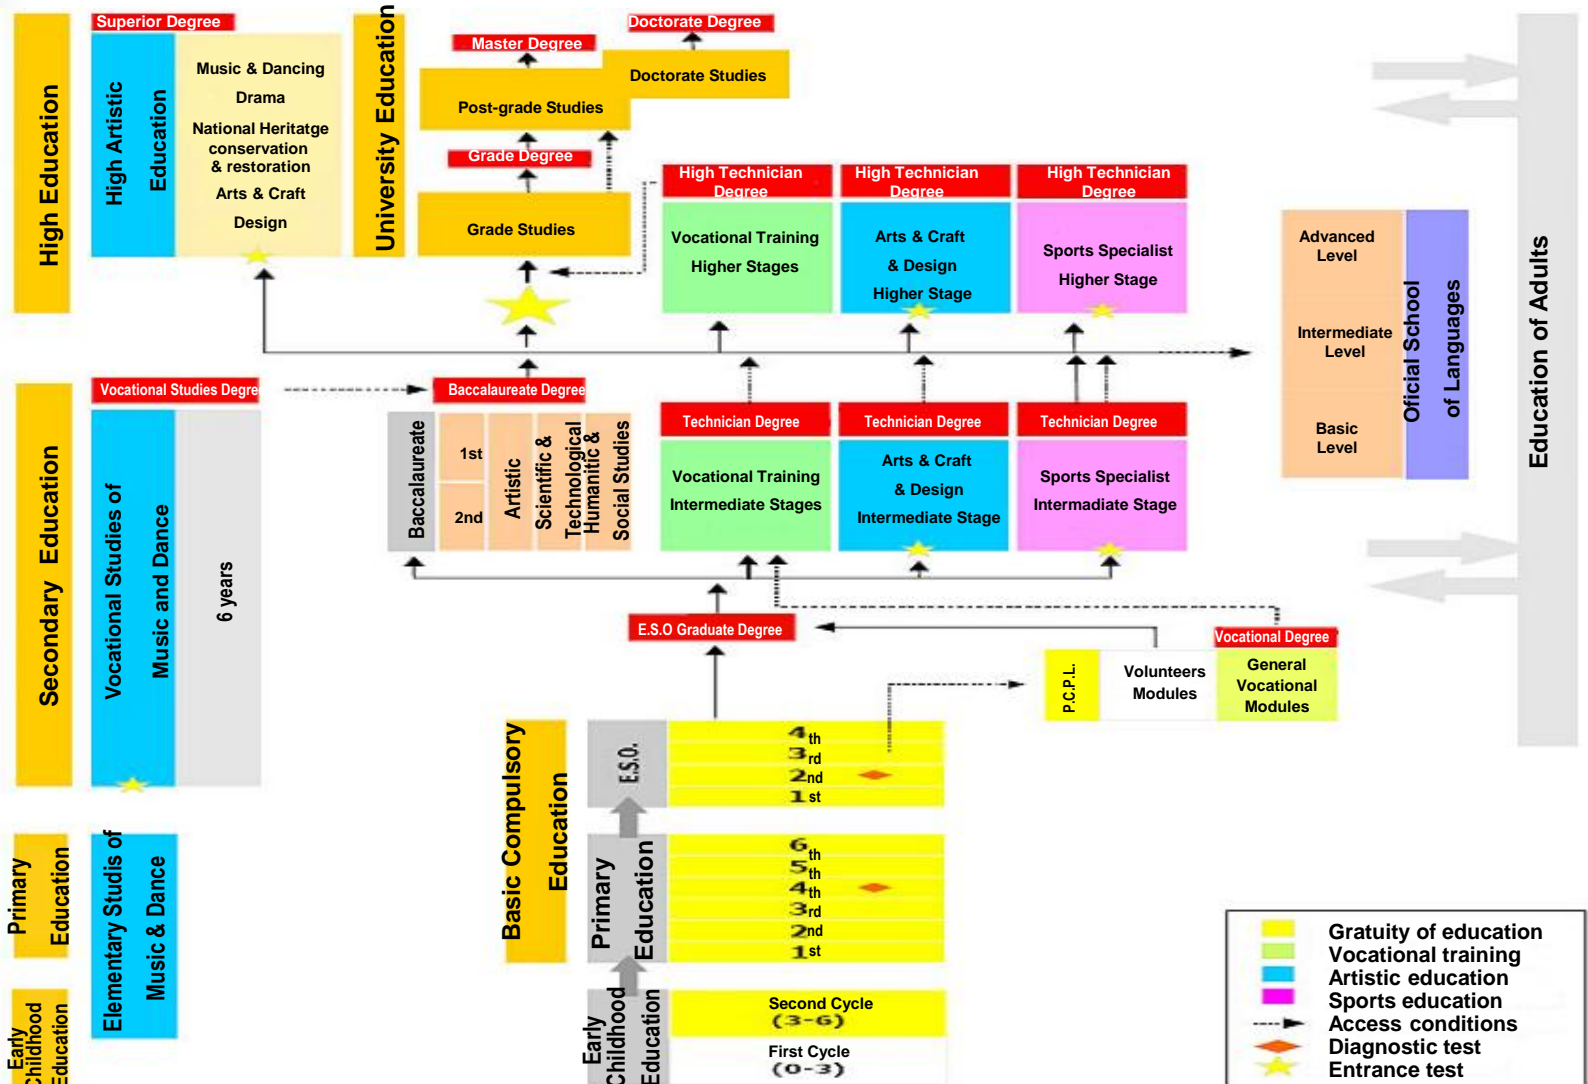 High Education
Superior Degree
High Artistic
Education
Music & Dancing
Drama
National Heritatge
conservation
& restoration
Arts & Craft
Design
University Education
Master Degree
Doctorate Degree
Doctorate Studies
Post-grade Studies
Grade Degree
Grade Studies
High Technician
Degree
High Technician
Degree
High Technician
Degree
Vocational Training
Higher Stages
Arts & Craft
& Design
Higher Stage
Sports Specialist
Higher Stage
Advanced
Level
Intermediate
Level
Basic
Level
Oficial School
of Languages
Education of Adults
Secondary Education
Vocational Studies Degre
Vocational Studies of
Music and Dance
6 years
Baccalaureate Degree
Baccalaureate
1st
2nd
Artistic
Scientific &
Technological
Humanitic &
Social Studies
Technician Degree
Technician Degree
Technician Degree
Vocational Training
Intermediate Stages
Arts & Craft
& Design
Intermediate Stage
Sports Specialist
Intermadiate Stage
E.S.O Graduate Degree
Vocational Degree
P.C.P.L.
Volunteers
Modules
General
Vocational
Modules
Basic Compulsory
Education
E.S.O.
4th
3rd
2nd
1st
Primary
Education
Elementary Studis of
Music & Dance
Primary
Education
6th
5th
4th
3rd
2nd
1st
Early
Childhood
Education
Early
Childhood
Education
Second Cycle
(3-6)
First Cycle
(0-3)
Gratuity of education
Vocational training
Artistic education
Sports education
Access conditions
Diagnostic test
Entrance test